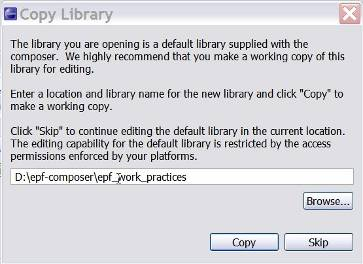 Copy Library
The library you are opening is a default library supplied with the
composer. We highly recommend that you make a working copy of
this library for editing.
Enter a location and library name for the new library and click "Copy" to
make a working copy.
Click "Skip" to continue editing the default library in the current location.
The editing capability for the default library is restricted by the access
permissions enforced by your platforms.
D:\epf-composer\epf_work_practices
Browse...
Copy Skip